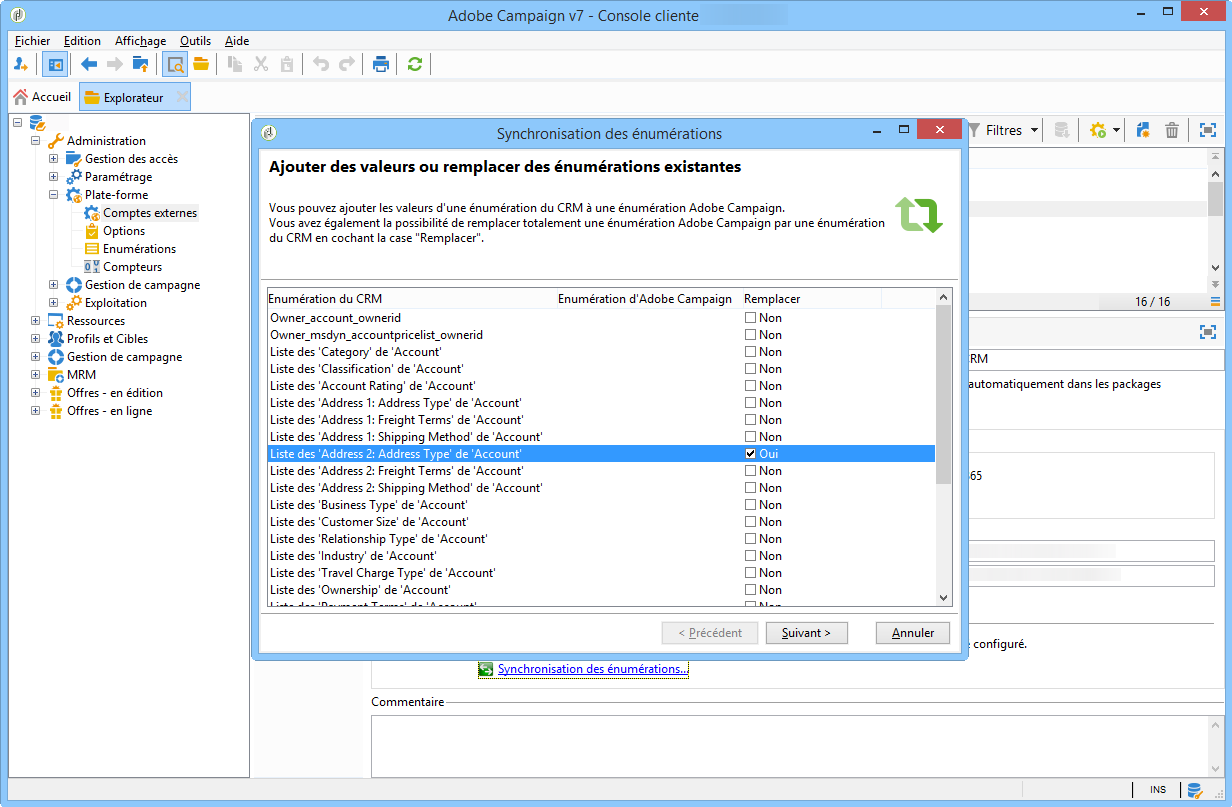 Adobe Campaign v7 - Console cliente
Fichier Edition Affichage Outils Aide
Accueil Explorateur
Administration
Gestion des accès
Paramétrage
Plate-forme
Comptes externes
Options
Enumérations
Compteurs
Gestion de campagne
Exploitation
Ressources
Profils et Cibles
Gestion de campagne
MRM
Offres - en édition
Offres - en ligne
Filtres
16 / 16
Synchronisation des énumérations
Ajouter des valeurs ou remplacer des énumérations existantes
Vous pouvez ajouter les valeurs d'une énumération du CRM à une énumération Adobe Campaign.
Vous avez également la possibilité de remplacer totalement une énumération Adobe Campaign par une énumération
du CRM en cochant la case "Remplacer".
Enumération du CRM Enumération d'Adobe Campaign Remplacer
Owner_account_ownerid Non
Owner_msdyn_accountpricelist_ownerid Non
Liste des 'Category' de 'Account' Non
Liste des 'Classification' de 'Account' Non
Liste des 'Account Rating' de 'Account' Non
Liste des 'Address 1: Address Type' de 'Account' Non
Liste des 'Address 1: Freight Terms' de 'Account' Non
Liste des 'Address 1: Shipping Method' de 'Account' Non
Liste des 'Address 2: Address Type' de 'Account' Oui
Liste des 'Address 2: Freight Terms' de 'Account' Non
Liste des 'Address 2: Shipping Method' de 'Account' Non
Liste des 'Business Type' de 'Account' Non
Liste des 'Customer Size' de 'Account' Non
Liste des 'Relationship Type' de 'Account' Non
Liste des 'Industry' de 'Account' Non
Liste des 'Travel Charge Type' de 'Account' Non
Liste des 'Ownership' de 'Account' Non
Liste des 'Payment Terms' de 'Account' Non
< Précédent Suivant > Annuler
RM
automatiquement dans les packages
65
configuré.
Synchronisation des énumérations...
Commentaire
INS